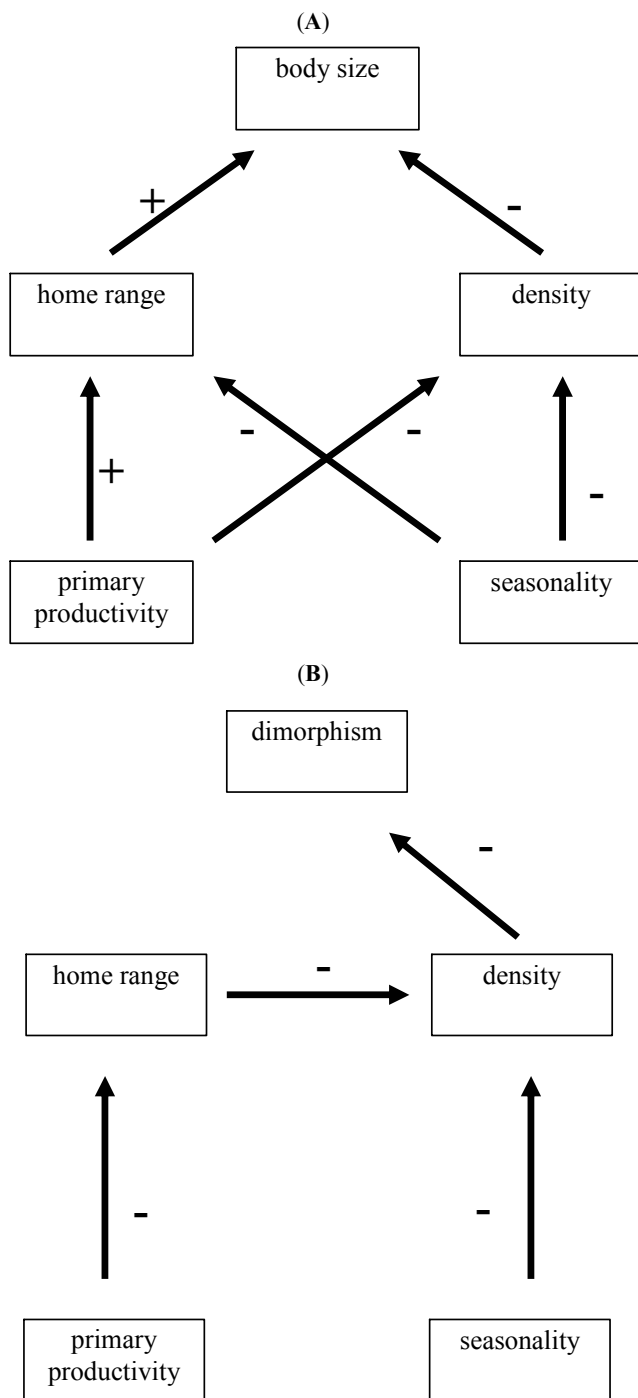 (A)
body size
+
-
home range
density
-
-
+
-
primary
productivity
seasonality
(B)
dimorphism
-
home range
-
density
-
-
primary
productivity
seasonality